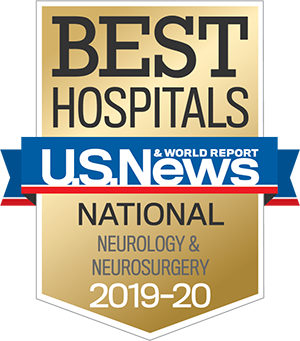 BEST
HOSPITALS
U.S.News
& WORLD REPORT
NATIONAL
NEUROLOGY &
NEUROSURGERY
2019-20